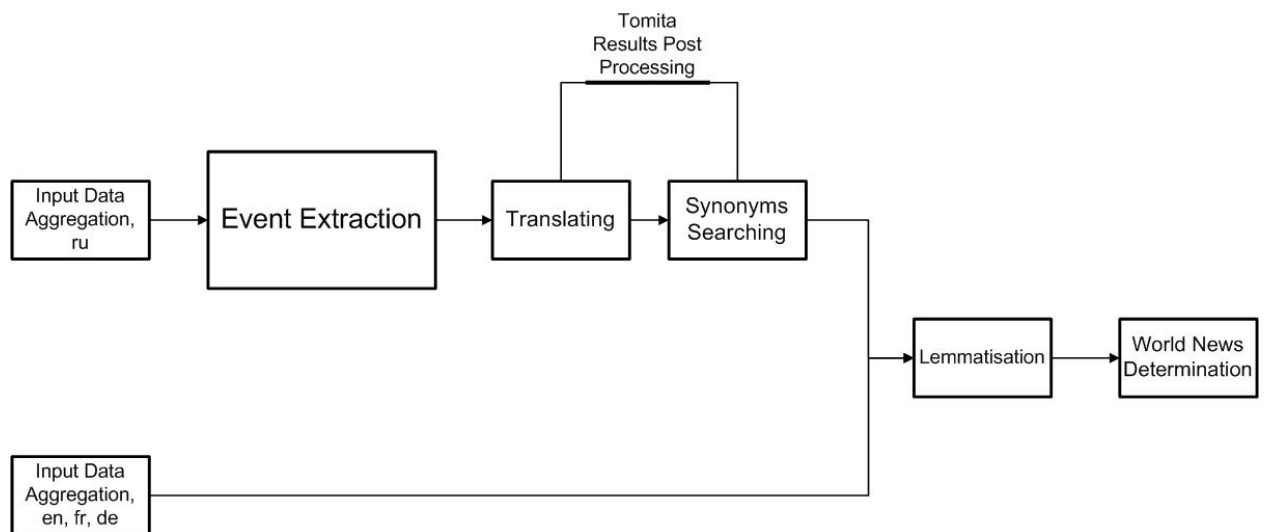 Tomita
Results Post
Processing
Input Data
Aggregation,
ru
Event Extraction
Translating
Synonyms
Searching
Lemmatisation
World News
Determination
Input Data
Aggregation,
en, fr, de